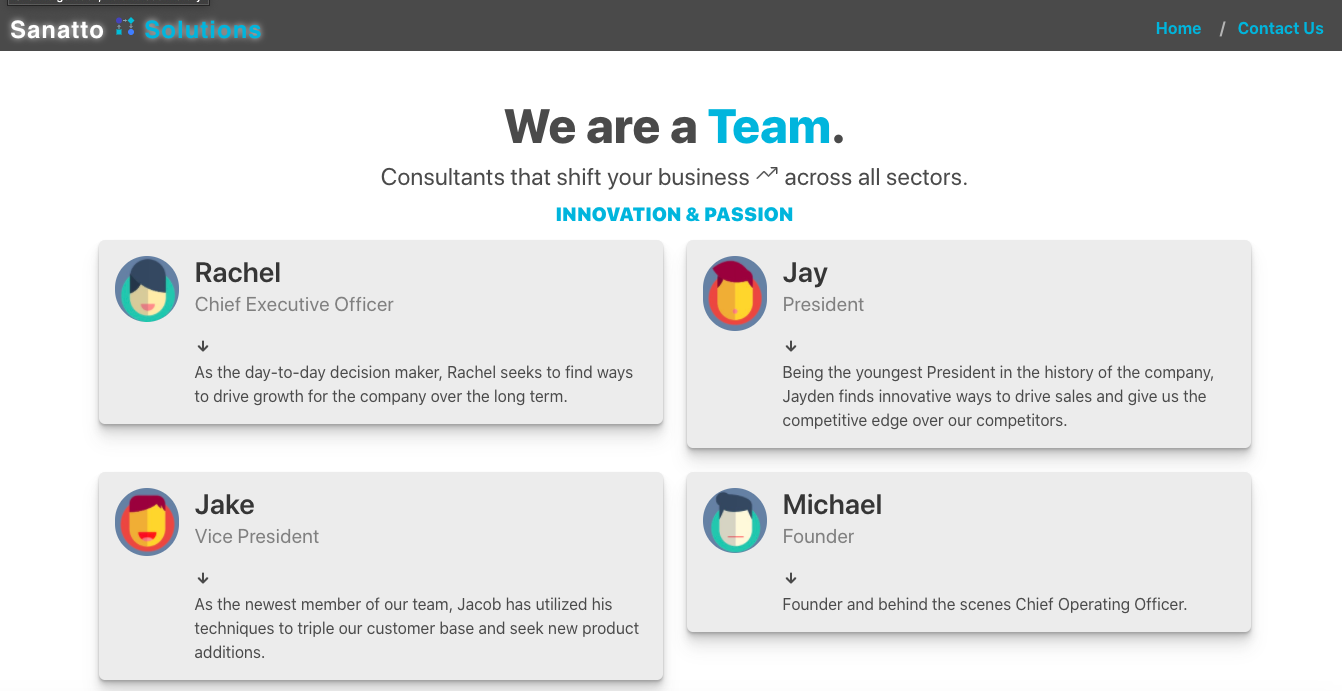 Sanatto Solutions
Home / Contact Us
We are a Team.
Consultants that shift your business across all sectors.
INNOVATION & PASSION
Rachel
Chief Executive Officer
As the day-to-day decision maker, Rachel seeks to find ways
to drive growth for the company over the long term.
Jay
President
Being the youngest President in the history of the company,
Jayden finds innovative ways to drive sales and give us the
competitive edge over our competitors.
Jake
Vice President
As the newest member of our team, Jacob has utilized his
techniques to triple our customer base and seek new product
additions.
Michael
Founder
Founder and behind the scenes Chief Operating Officer.